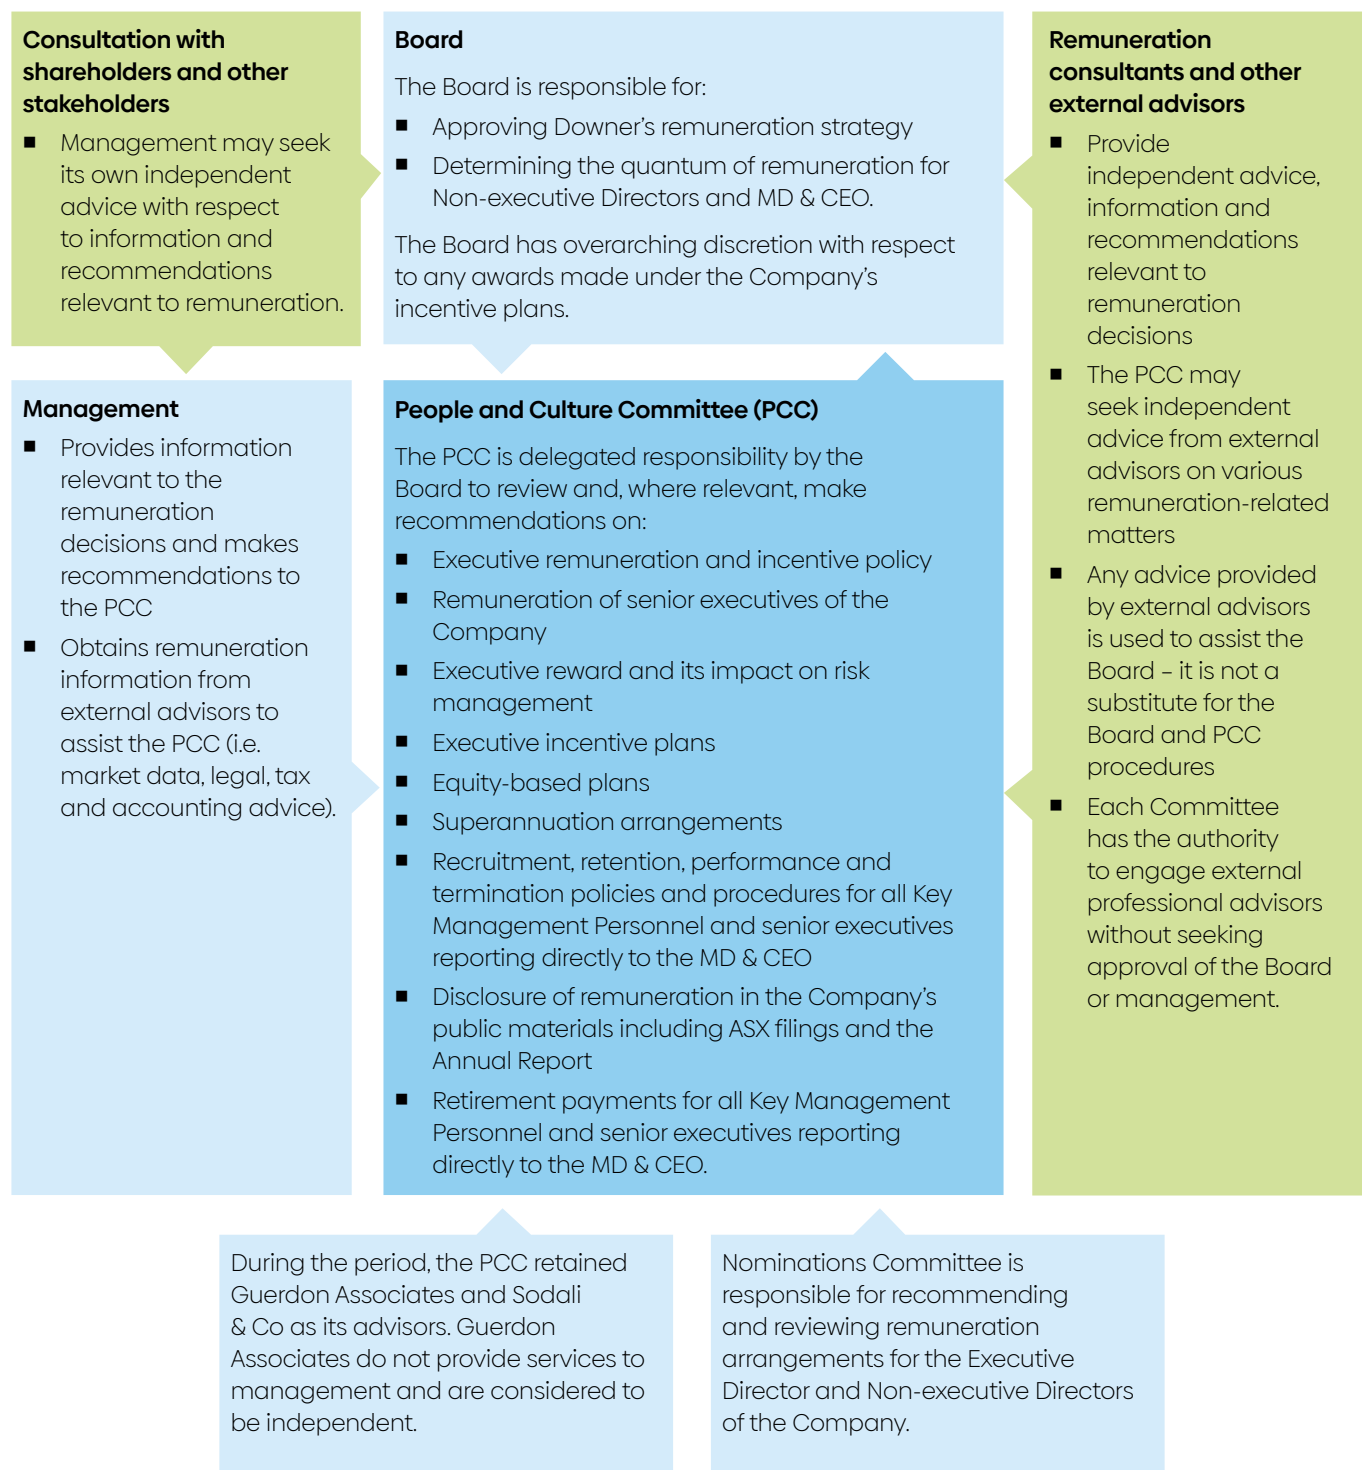 Consultation with
shareholders and other
stakeholders
■ Management may seek
its own independent
advice with respect
to information and
recommendations
relevant to remuneration.
Board
The Board is responsible for:
■ Approving Downer’s remuneration strategy
■ Determining the quantum of remuneration for
Non-executive Directors and MD & CEO.
The Board has overarching discretion with respect
to any awards made under the Company’s
incentive plans.
Remuneration
consultants and other
external advisors
■ Provide
independent advice,
information and
recommendations
relevant to
remuneration
decisions
■ The PCC may
seek independent
advice from external
advisors on various
remuneration-related
matters
■ Any advice provided
by external advisors
is used to assist the
Board – it is not a
substitute for the
Board and PCC
procedures
■ Each Committee
has the authority
to engage external
professional advisors
without seeking
approval of the Board
or management.
Management
■ Provides information
relevant to the
remuneration
decisions and makes
recommendations to
the PCC
■ Obtains remuneration
information from
external advisors to
assist the PCC (i.e.
market data, legal, tax
and accounting advice).
People and Culture Committee (PCC)
The PCC is delegated responsibility by the
Board to review and, where relevant, make
recommendations on:
■ Executive remuneration and incentive policy
■ Remuneration of senior executives of the
Company
■ Executive reward and its impact on risk
management
■ Executive incentive plans
■ Equity-based plans
■ Superannuation arrangements
■ Recruitment, retention, performance and
termination policies and procedures for all Key
Management Personnel and senior executives
reporting directly to the MD & CEO
■ Disclosure of remuneration in the Company’s
public materials including ASX filings and the
Annual Report
■ Retirement payments for all Key Management
Personnel and senior executives reporting
directly to the MD & CEO.
During the period, the PCC retained
Guerdon Associates and Sodali
& Co as its advisors. Guerdon
Associates do not provide services to
management and are considered to
be independent.
Nominations Committee is
responsible for recommending
and reviewing remuneration
arrangements for the Executive
Director and Non-executive Directors
of the Company.